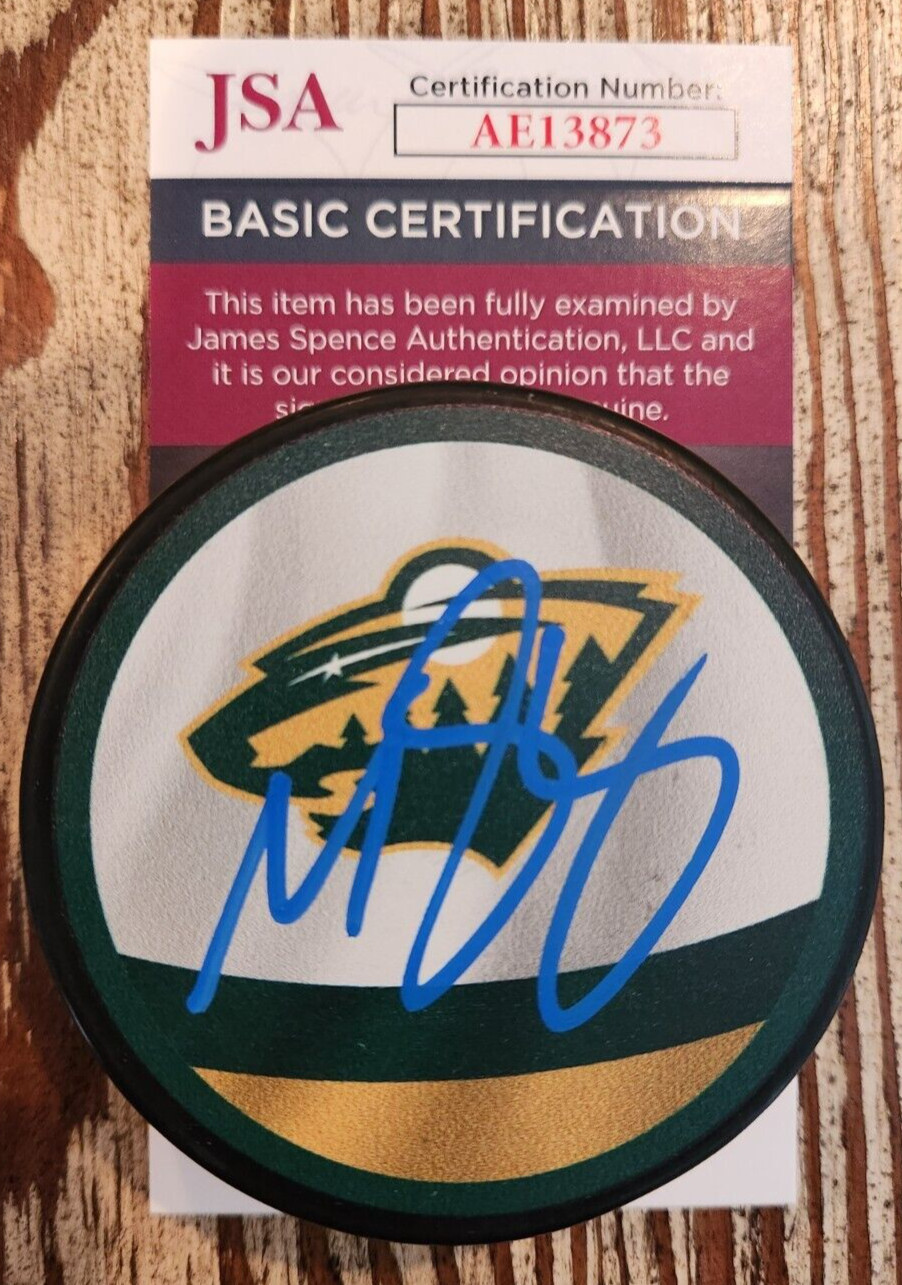 JSA
Certification Number:
AE13873
BASIC CERTIFICATION
This item has been fully examined by
James Spence Authentication, LLC and
it is our considered opinion that the